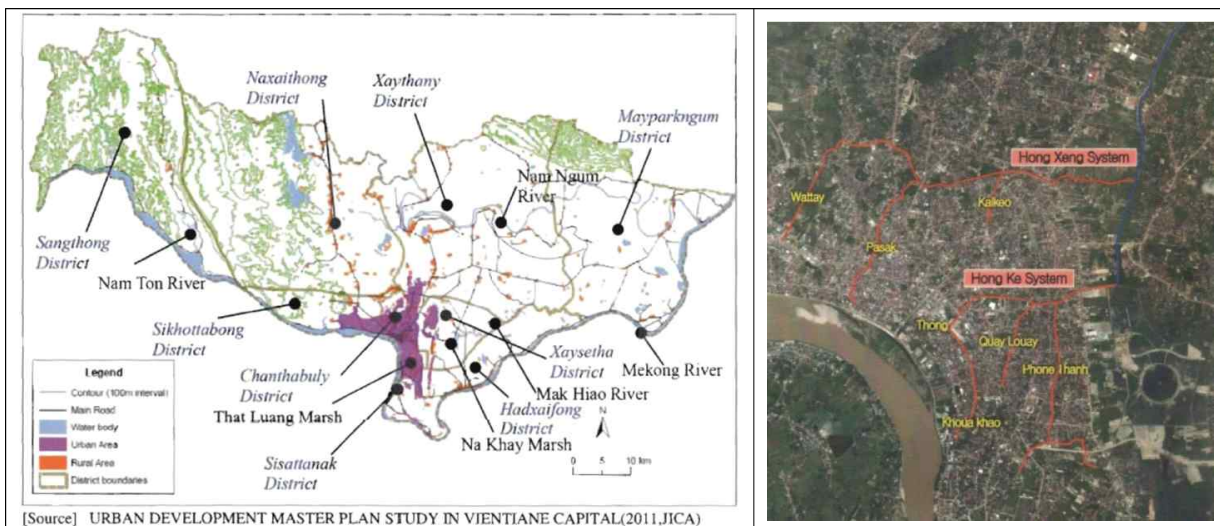 Naxaithong
District
Xaythany
District
Mayparkngum
District
Nam Ngum
River
Sangthong
District
Nam Ton River
Sikhottabong
District
Chanthabuly
District
That Luang Marsh
Sisattanak
District
Xaysetha
District
Mak Hiao River
Hadxaifong
District
Na Khay Marsh
Mekong River
N
0 5 10 km
Legend
Contour (100m interval)
Main Road
Water body
Urban Area
Rural Area
District boundaries
[Source] URBAN DEVELOPMENT MASTER PLAN STUDY IN VIENTIANE CAPITAL(2011,JICA)
Hong Xeng System
Wattay
Kaikeo
Pasak
Hong Ke System
Thong
Quay Louay
Phone Thanh
Khoua khao